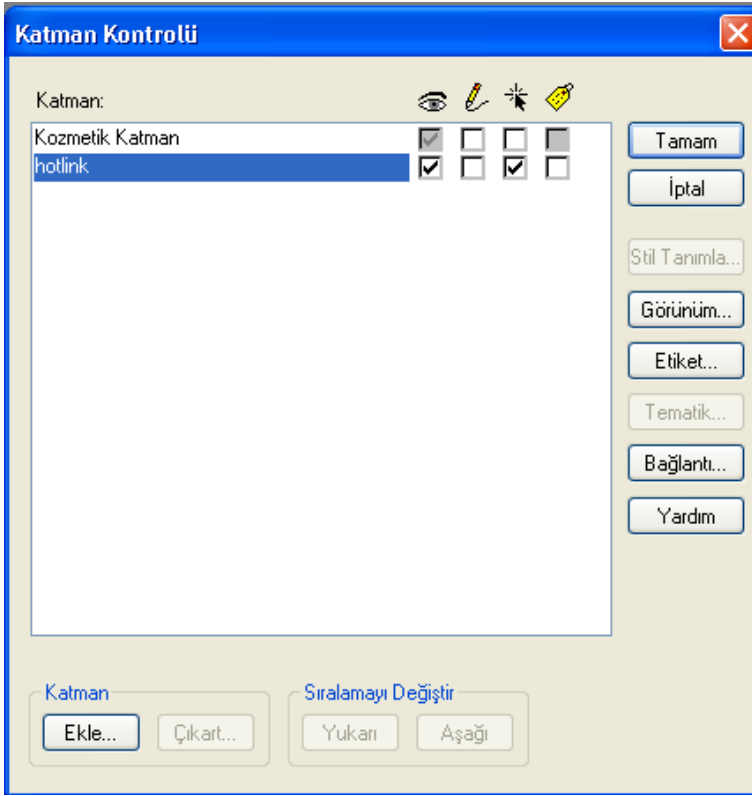 Katman Kontrolü
Katman:
Kozmetik Katman
hotlink
Tamam
İptal
Stil Tanımla...
Görünüm...
Etiket...
Tematik...
Bağlantı...
Yardım
Katman
Ekle...
Çıkart...
Sıralamayı Değiştir
Yukarı
Aşağı